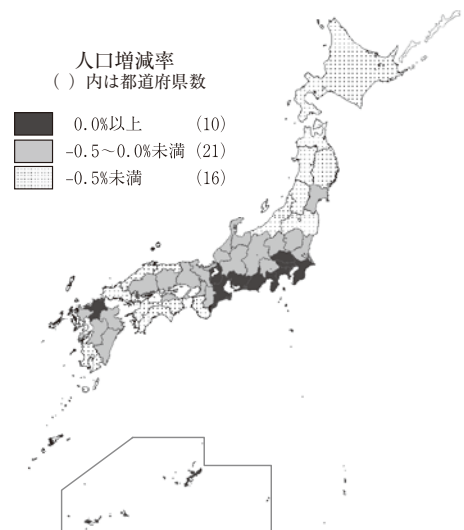 人口増減率
( ) 内は都道府県数
0.0%以上 (10)
-0.5～0.0%未満 (21)
-0.5%未満 (16)